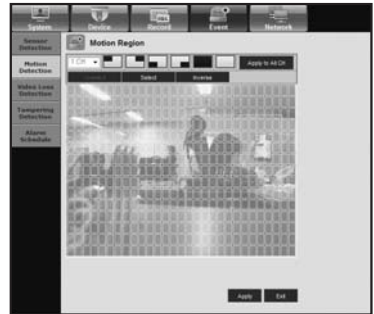 System Device Record Event Network
Sensor
Detection
Motion
Detection
Video Loss
Detection
Tampering
Detection
Alarm
Schedule
Motion Region
1 CH
Apply to All CH
Select Inverse
Apply Exit